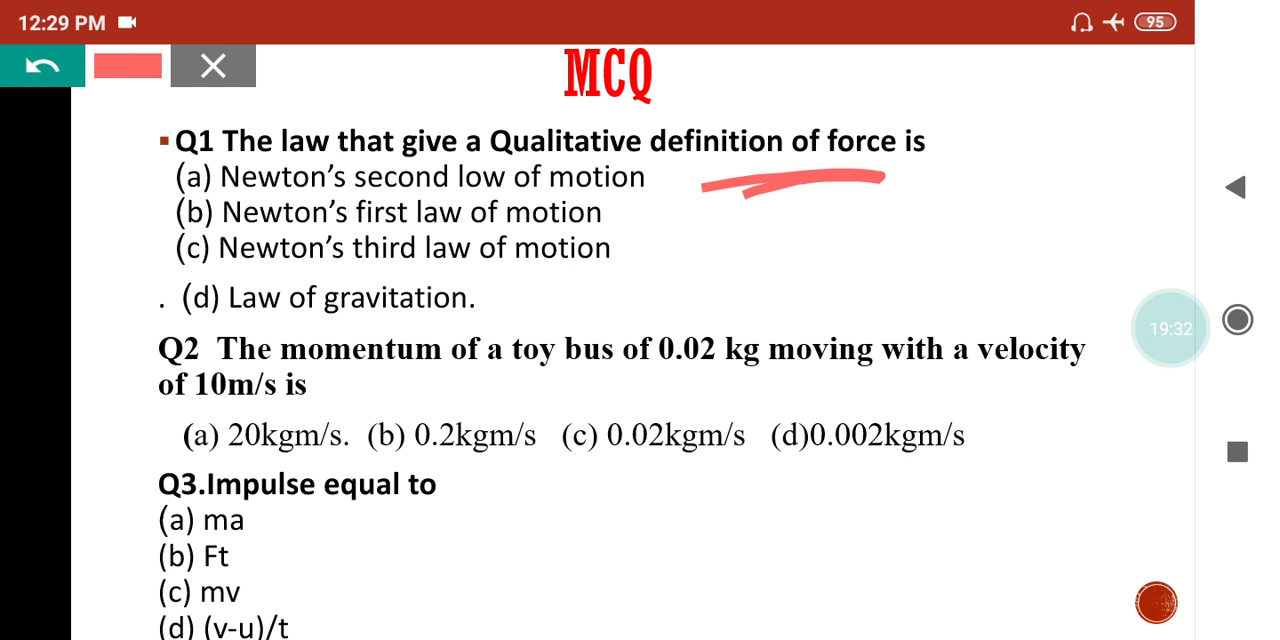 12:29 PM
95
MCQ
Q1 The law that give a Qualitative definition of force is
(a) Newton's second low of motion
(b) Newton's first law of motion
(c) Newton's third law of motion
. (d) Law of gravitation.
19:32
Q2 The momentum of a toy bus of 0.02 kg moving with a velocity
of 10m/s is
(a) 20kgm/s. (b) 0.2kgm/s (c) 0.02kgm/s (d)0.002kgm/s
Q3.Impulse equal to
(a) ma
(b) Ft
(c) mv
(d) (v-u)/t